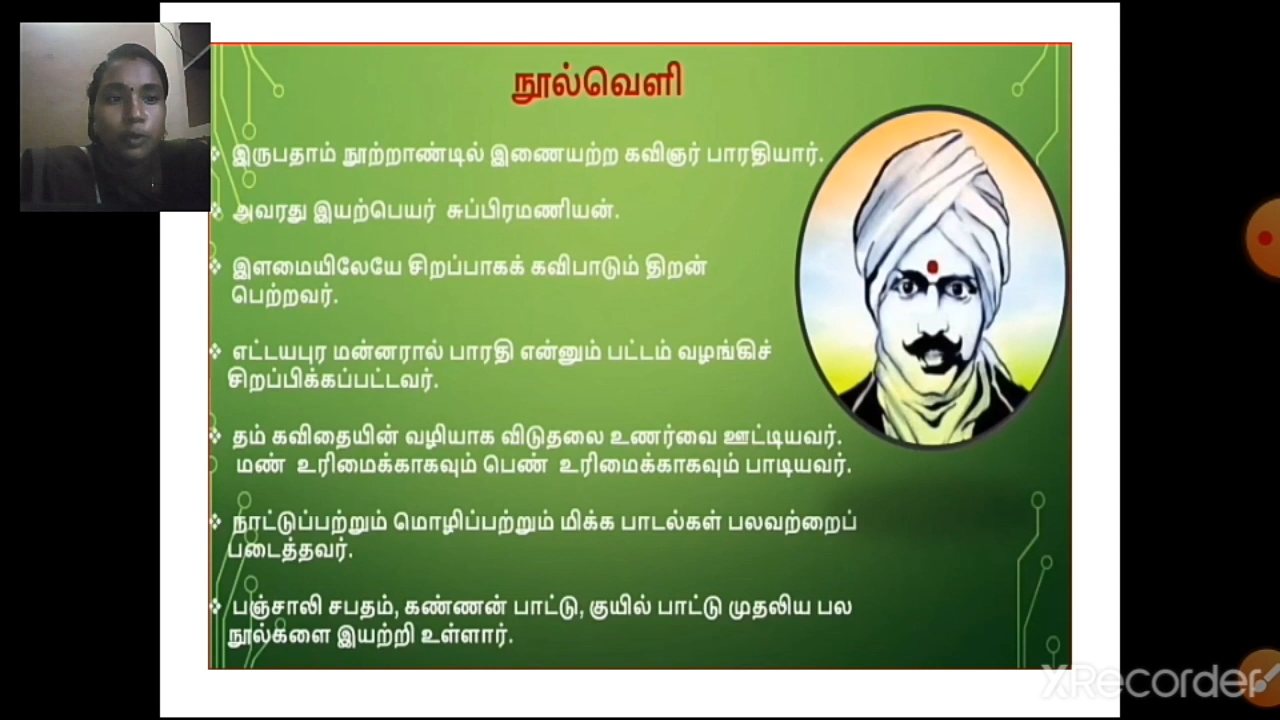 நூல்வெளி
இருபதாம் நூற்றாண்டில் இணையற்ற கவிஞர் பாரதியார்.
அவரது இயற்பெயர் சுப்பிரமணியன்.
இளமையிலேயே சிறப்பாகக் கவிபாடும் திறன்
பெற்றவர்.
எட்டயபுர மன்னரால் பாரதி என்னும் பட்டம் வழங்கிச்
சிறப்பிக்கப்பட்டவர்.
தம் கவிதையின் வழியாக விடுதலை உணர்வை ஊட்டியவர்.
மண் உரிமைக்காகவும் பெண் உரிமைக்காகவும் பாடியவர்.
நரட்டுப்பற்றும் மொழிப்பற்றும் மிக்க பாடல்கள் பலவற்றைப்
படைத்தவர்.
பஞ்சாலி சபதம், கண்ணன் பாட்டு, குயில் பாட்டு முதலிய பல
நூல்களை இயற்றி உள்ளார்.
XRecorder